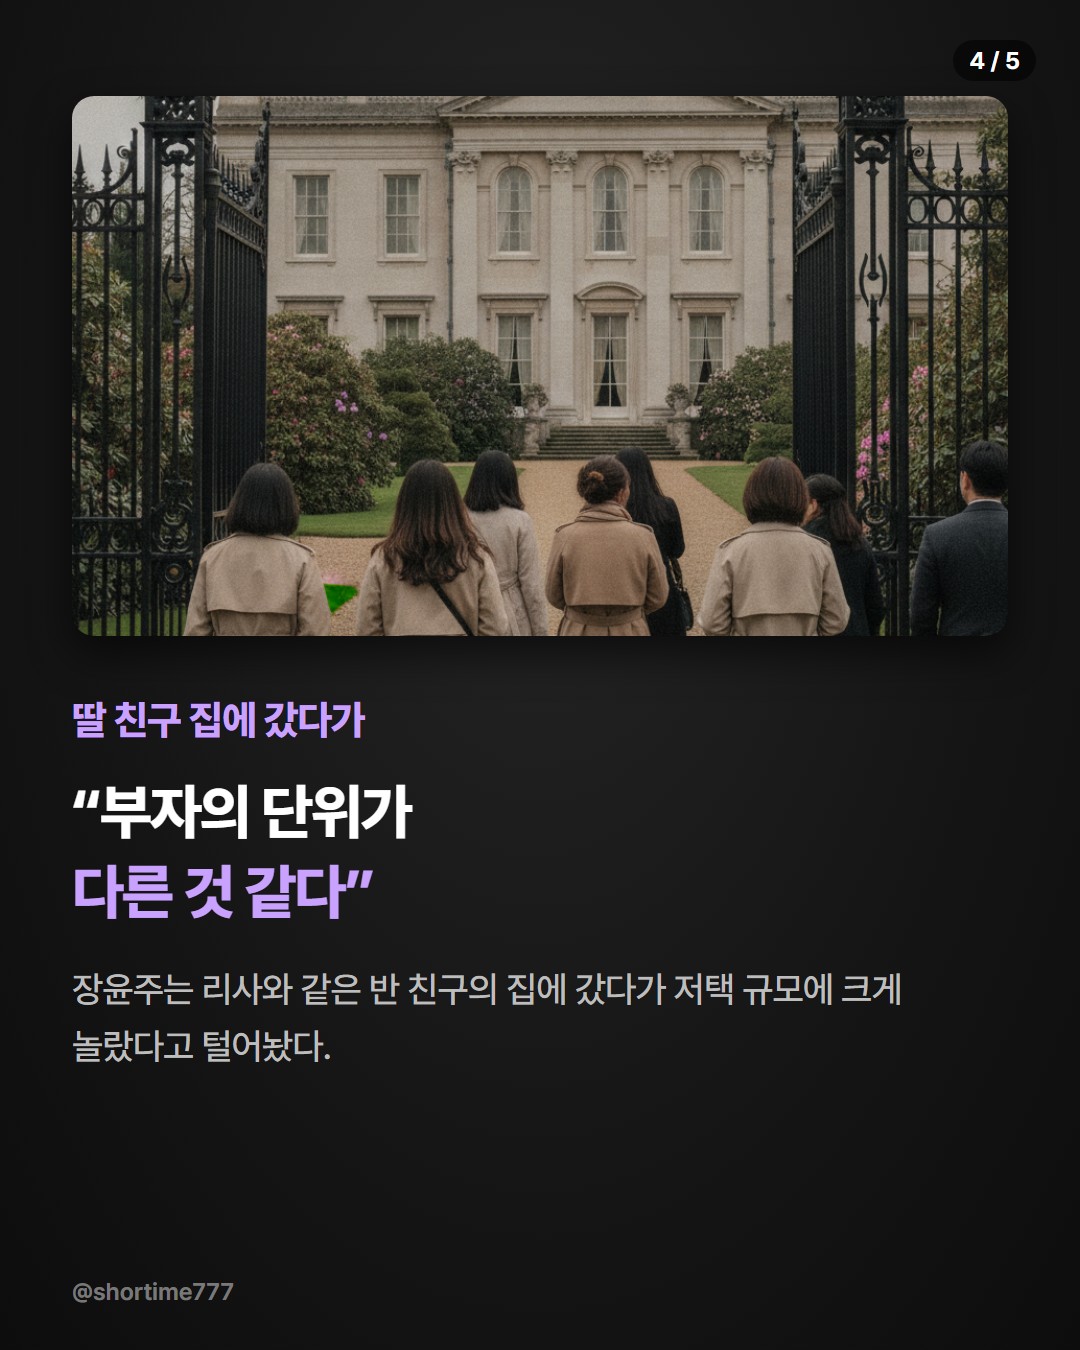 4 / 5
딸 친구 집에 갔다가
“부자의 단위가
다른 것 같다”
장윤주는 리사와 같은 반 친구의 집에 갔다가 저택 규모에 크게
놀랐다고 털어놨다.
@shortime777